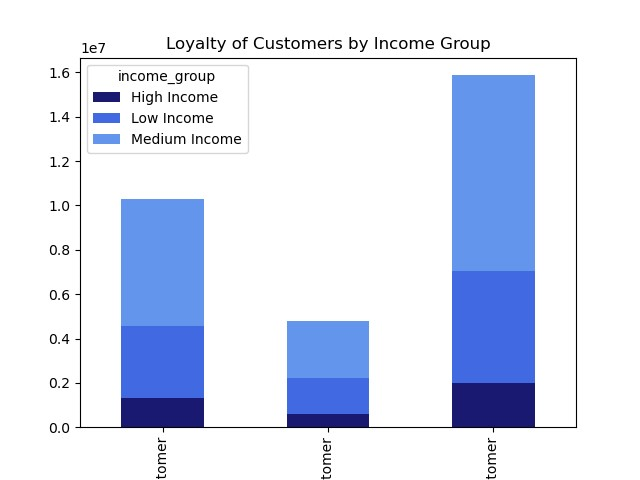 Loyalty of Customers by Income Group
1e7
1.6
1.4
1.2
1.0
0.8
0.6
0.4
0.2
0.0
income_group
High Income
Low Income
Medium Income
tomer
tomer
tomer